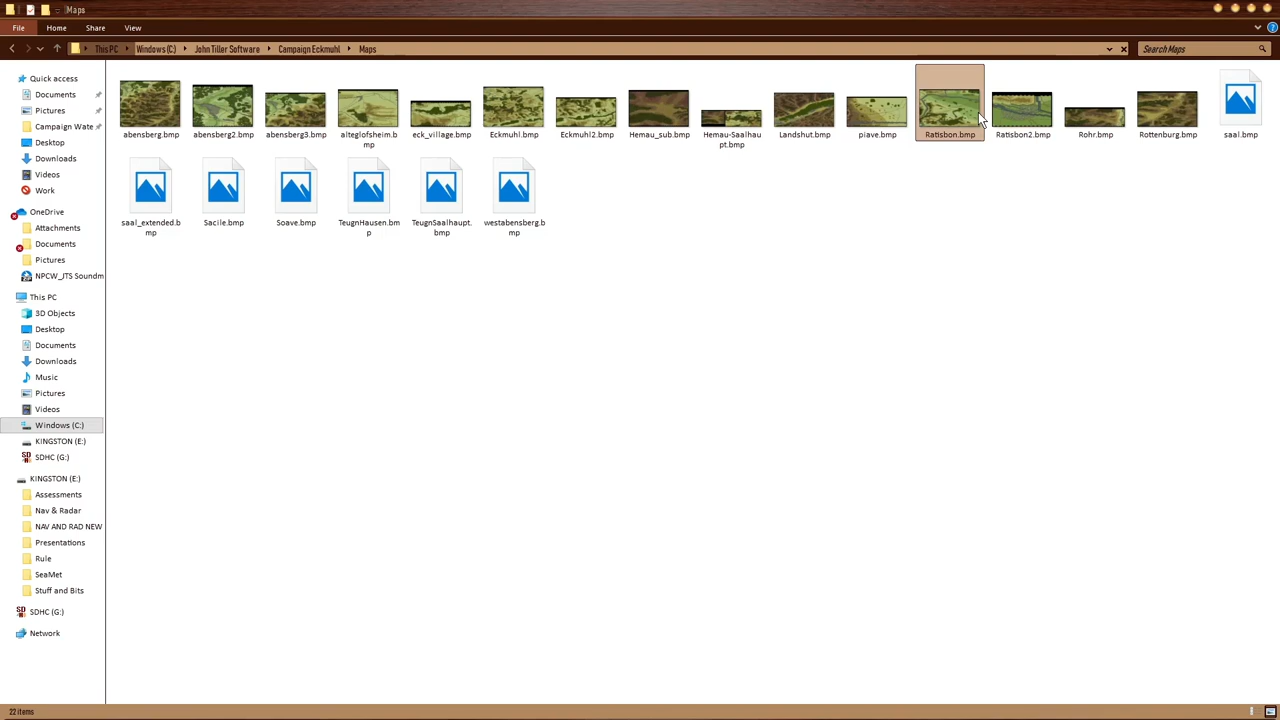 Maps
File
Home
Share
View
This PC
Windows (C:)
John Tiller Software
Campaign Eckmuhl
Maps
Search Maps
Quick access
Documents
Pictures
Campaign Wate
Desktop
Downloads
Videos
Work
OneDrive
Attachments
Documents
Pictures
NPCW_JTS Soundm
This PC
3D Objects
Desktop
Documents
Downloads
Music
Pictures
Videos
Windows (C:)
KINGSTON (E:)
SDHC (G:)
KINGSTON (E:)
Assessments
Nav & Radar
NAV AND RAD NEW
Presentations
Rule
SeaMet
Stuff and Bits
SDHC (G:)
Network
abensberg.bmp
abensberg2.bmp
abensberg3.bmp
alteglofsheim.b
mp
eck_village.bmp
Eckmuhl.bmp
Eckmuhl2.bmp
Hemau_sub.bmp
Hemau-Saalhau
pt.bmp
Landshut.bmp
piave.bmp
Ratisbon.bmp
Ratisbon2.bmp
Rohr.bmp
Rottenburg.bmp
saal.bmp
saal_extended.b
mp
Sacile.bmp
Soave.bmp
TeugnHausen.bm
p
TeugnSaalhaupt.
bmp
westabensberg.b
mp
22 items